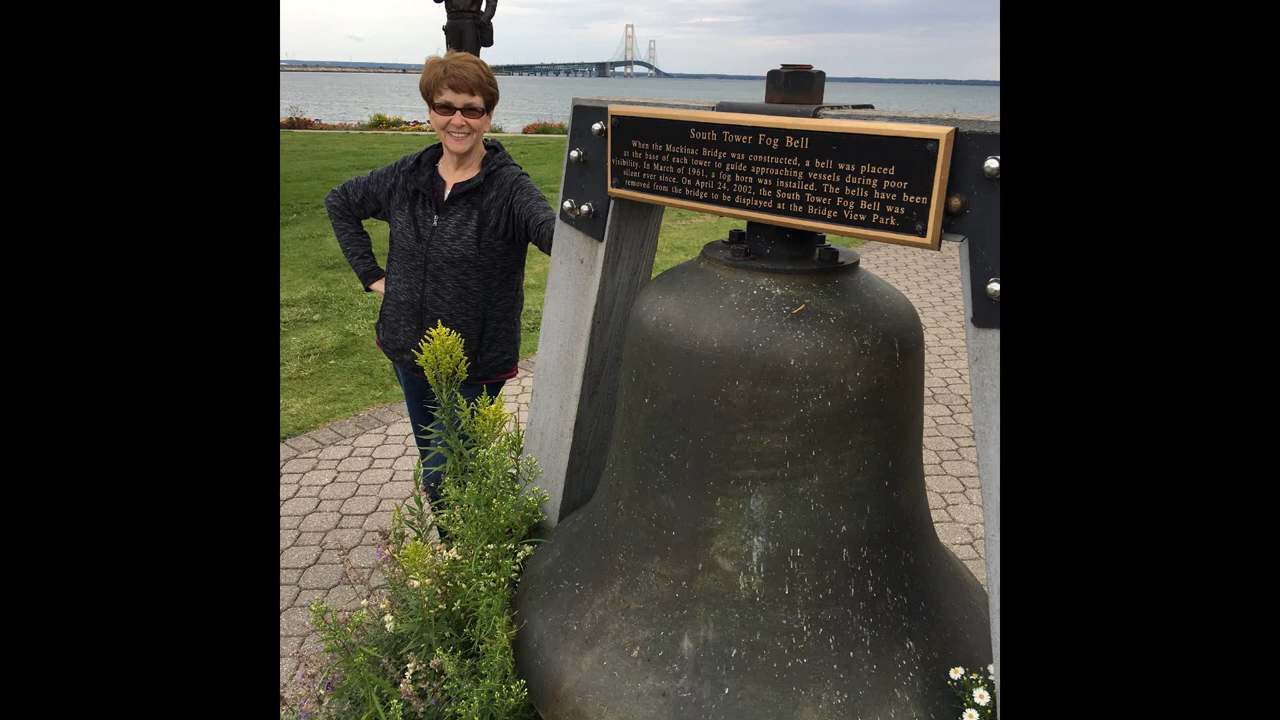 South Tower Fog Bell
When the Mackinac Bridge was constructed, a bell was placed
at the base of each tower to guide approaching vessels during poor
visibility. In March of 1961, a fog horn was installed. The bells have been
silent ever since. On April 24, 2002, the South Tower Fog Bell was
removed from the bridge to be displayed at the Bridge View Park.